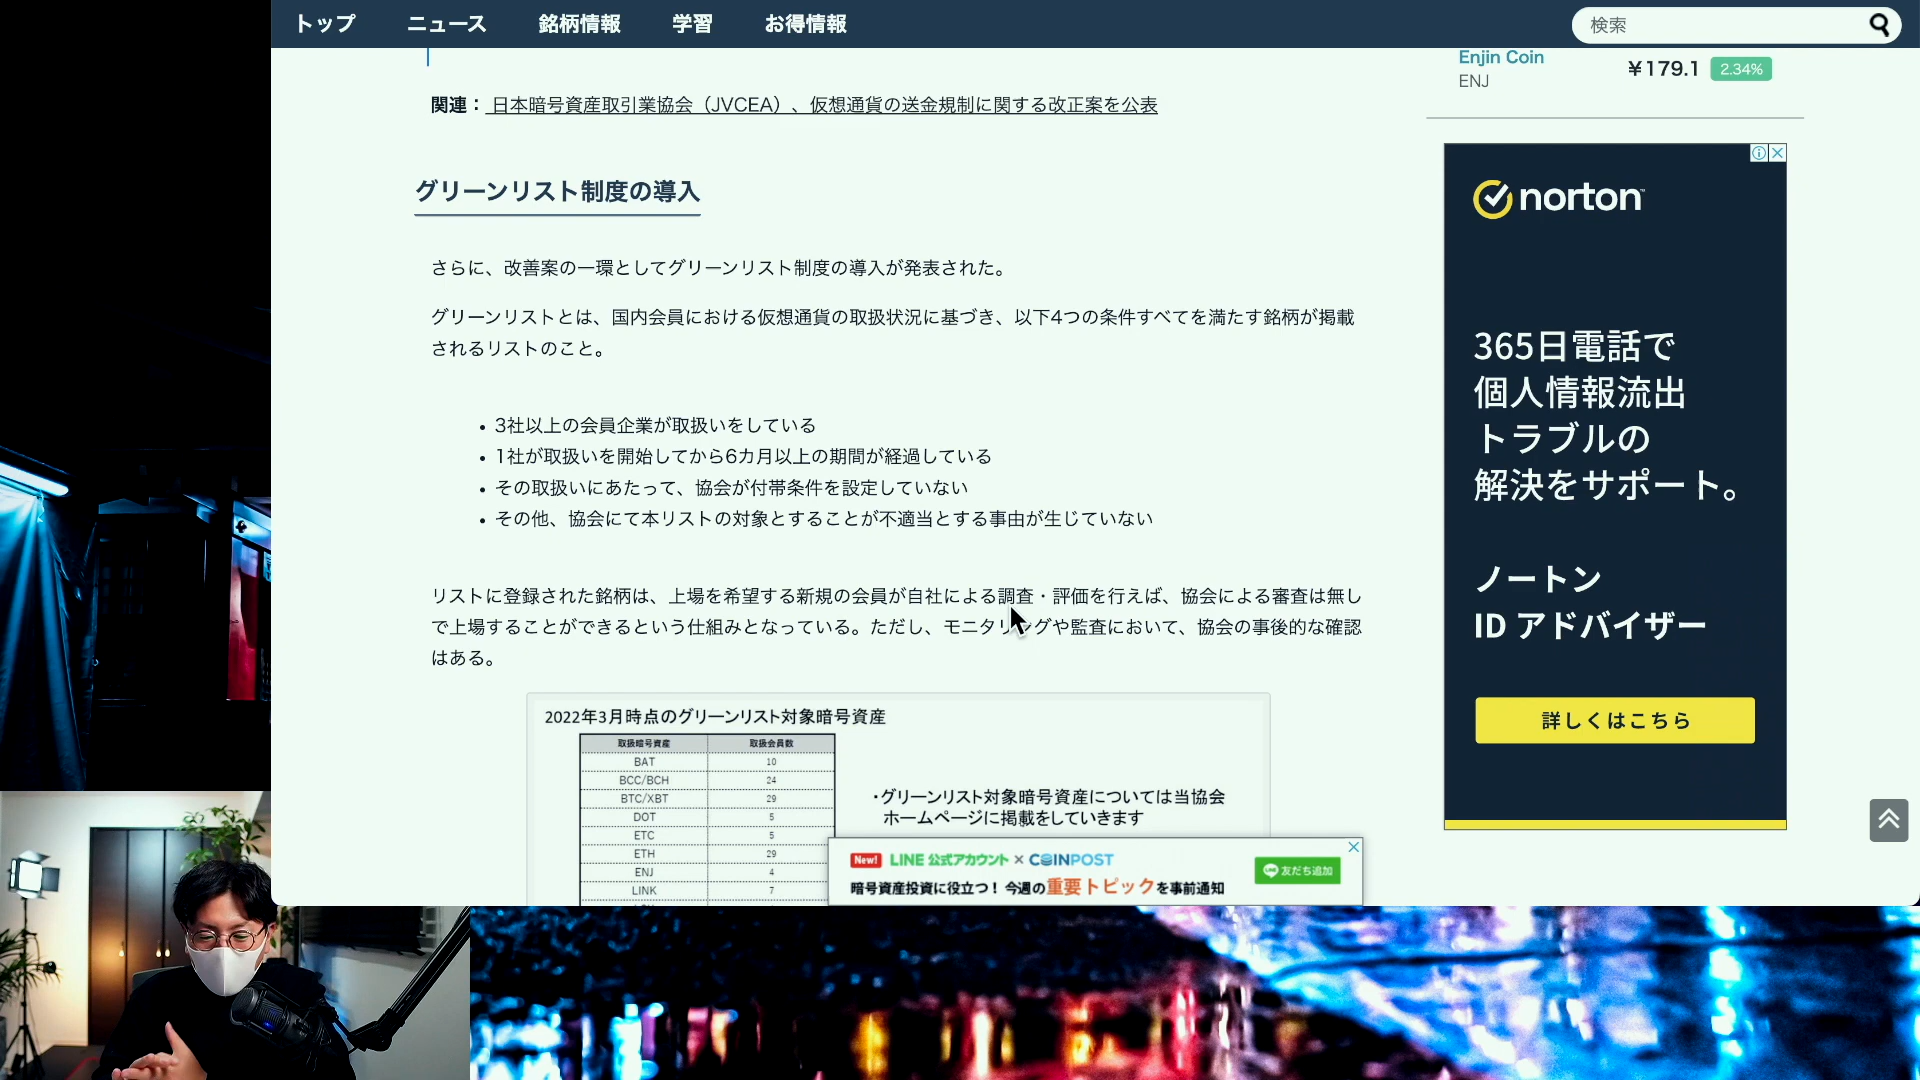 トップ ニュース 銘柄情報 学習 お得情報 検索
Enjin Coin
ENJ
¥179.1 2.34%
関連： 日本暗号資産取引業協会（JVCEA）、仮想通貨の送金規制に関する改正案を公表
グリーンリスト制度の導入
さらに、改善案の一環としてグリーンリスト制度の導入が発表された。
グリーンリストとは、国内会員における仮想通貨の取扱状況に基づき、以下4つの条件すべてを満たす銘柄が掲載
されるリストのこと。
• 3社以上の会員企業が取扱いをしている
• 1社が取扱いを開始してから6カ月以上の期間が経過している
• その取扱いにあたって、協会が付帯条件を設定していない
• その他、協会にて本リストの対象とすることが不適当とする事由が生じていない
リストに登録された銘柄は、上場を希望する新規の会員が自社による調査・評価を行えば、協会による審査は無し
で上場することができるという仕組みとなっている。ただし、モニタリングや監査において、協会の事後的な確認
はある。
2022年3月時点のグリーンリスト対象暗号資産
取扱暗号資産 取扱会員数
BAT 10
BCC/BCH 24
BTC/XBT 29
DOT 5
ETC 5
ETH 29
ENJ 4
LINK 7
・グリーンリスト対象暗号資産については当協会
ホームページに掲載をしていきます
New! LINE 公式アカウント × COINPOST
暗号資産投資に役立つ！ 今週の重要トピックを事前通知
友だち追加
norton
365日電話で
個人情報流出
トラブルの
解決をサポート。
ノートン
ID アドバイザー
詳しくはこちら